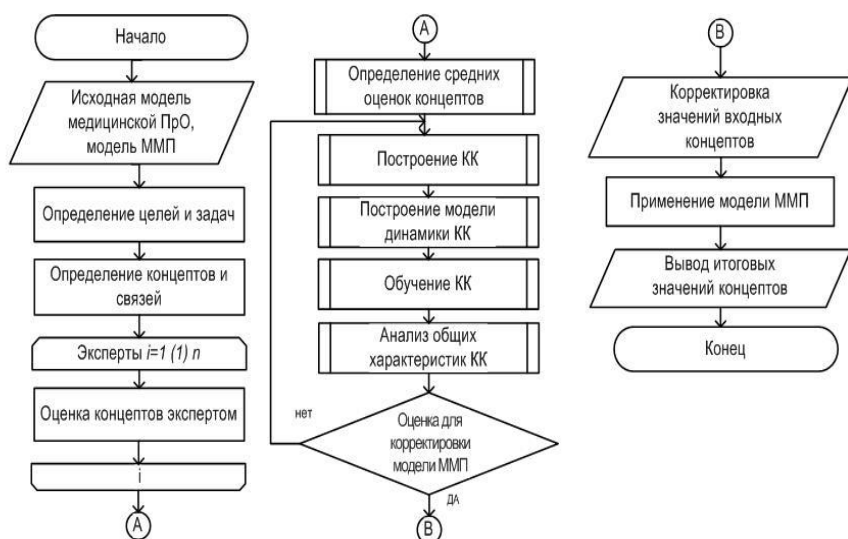 Начало
Исходная модель
медицинской ПрО,
модель ММП
Определение целей и задач
Определение концептов и
связей
Эксперты i=1 (1) n
Оценка концептов экспертом
i
A
A
Определение средних
оценок концептов
Построение КК
Построение модели
динамики КК
Обучение КК
Анализ общих
характеристик КК
нет
Оценка для
корректировки
модели ММП
ДА
B
B
Корректировка
значений входных
концептов
Применение модели ММП
Вывод итоговых
значений концептов
Конец